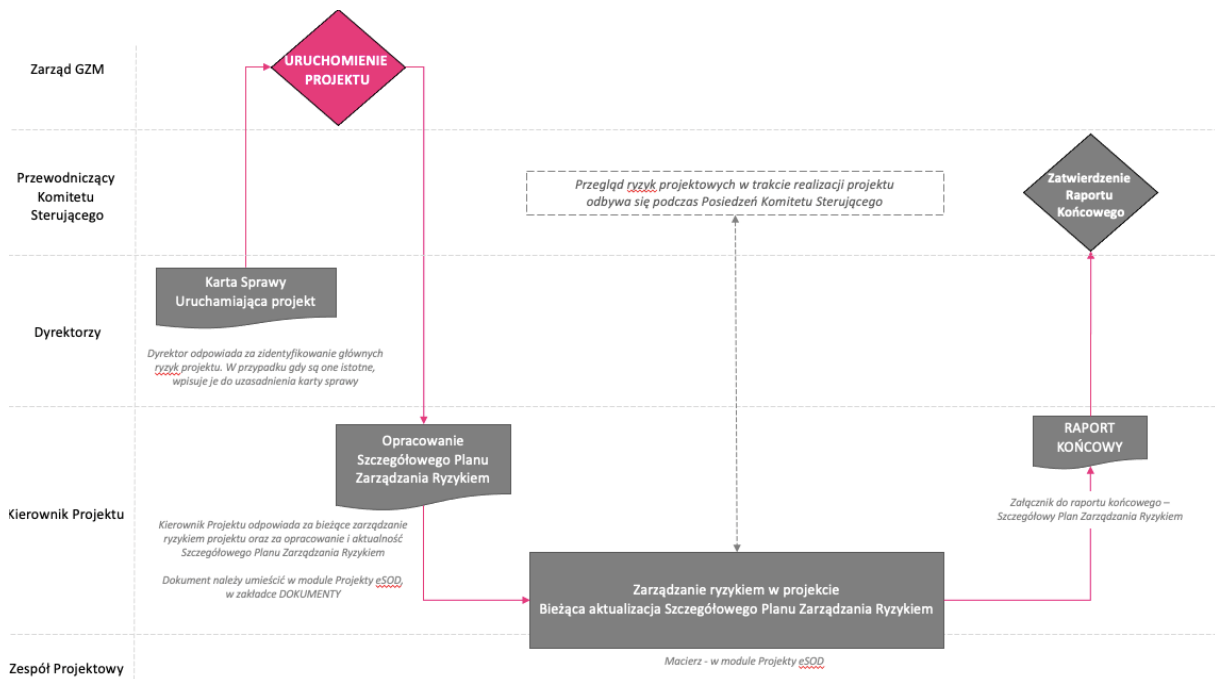 Zarząd GZM
URUCHOMIENIE
PROJEKTU
Przewodniczący
Komitetu
Sterującego
Przegląd ryzyk projektowych w trakcie realizacji projektu
odbywa się podczas Posiedzeń Komitetu Sterującego
Zatwierdzenie
Raportu
Końcowego
Dyrektorzy
Karta Sprawy
Uruchamiająca projekt
Dyrektor odpowiada za zidentyfikowanie głównych
ryzyk projektu. W przypadku gdy są one istotne,
wpisuje je do uzasadnienia karty sprawy
Kierownik Projektu
Opracowanie
Szczegółowego Planu
Zarządzania Ryzykiem
Kierownik Projektu odpowiada za bieżące zarządzanie
ryzykiem projektu oraz za opracowanie i aktualność
Szczegółowego Planu Zarządzania Ryzykiem
Dokument należy umieścić w module Projekty eSOD,
w zakładce DOKUMENTY
Zarządzanie ryzykiem w projekcie
Bieżąca aktualizacja Szczegółowego Planu Zarządzania Ryzykiem
RAPORT
KOŃCOWY
Załącznik do raportu końcowego –
Szczegółowy Plan Zarządzania Ryzykiem
Zespół Projektowy
Macierz - w module Projekty eSOD